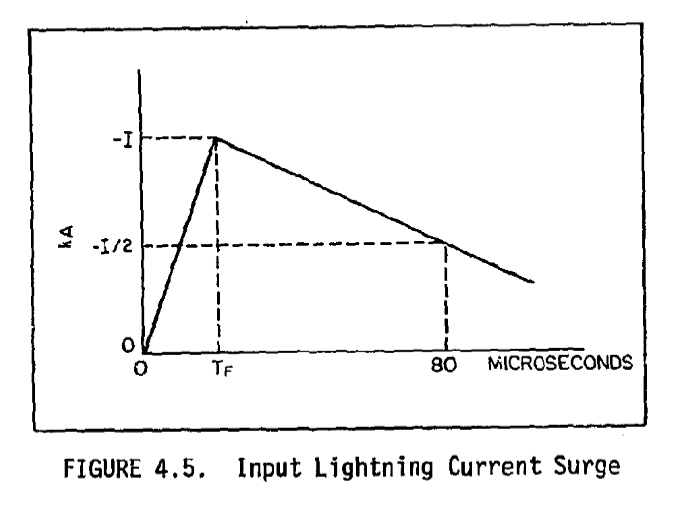 -I
kA
-I/2
0
0 TF 80 MICROSECONDS
FIGURE 4.5. Input Lightning Current Surge